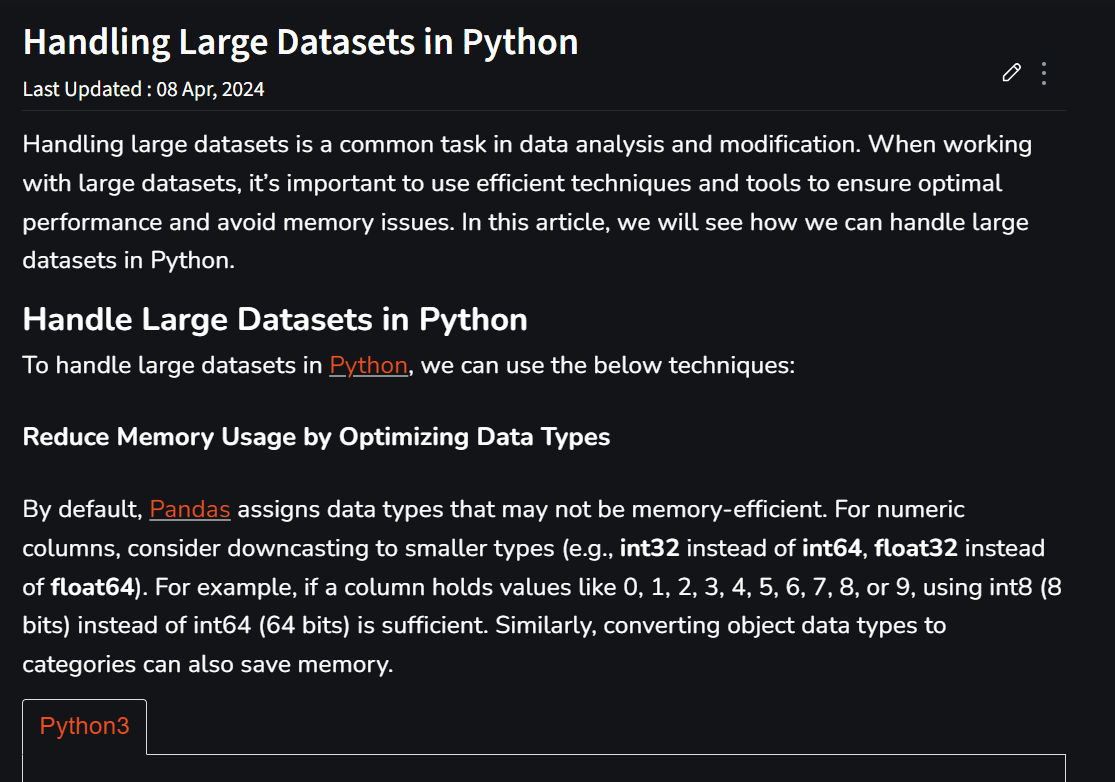 Handling Large Datasets in Python
Last Updated : 08 Apr, 2024
Handling large datasets is a common task in data analysis and modification. When working
with large datasets, it’s important to use efficient techniques and tools to ensure optimal
performance and avoid memory issues. In this article, we will see how we can handle large
datasets in Python.
Handle Large Datasets in Python
To handle large datasets in Python, we can use the below techniques:
Reduce Memory Usage by Optimizing Data Types
By default, Pandas assigns data types that may not be memory-efficient. For numeric
columns, consider downcasting to smaller types (e.g., int32 instead of int64, float32 instead
of float64). For example, if a column holds values like 0, 1, 2, 3, 4, 5, 6, 7, 8, or 9, using int8 (8
bits) instead of int64 (64 bits) is sufficient. Similarly, converting object data types to
categories can also save memory.
Python3